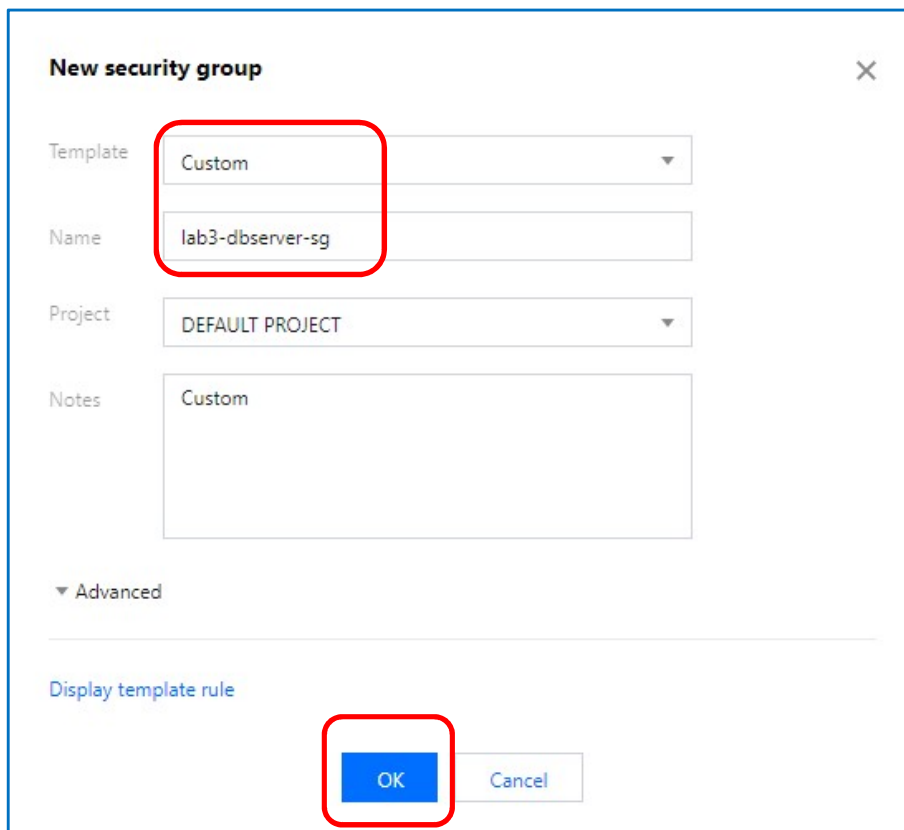 New security group
Template Custom
Name lab3-dbserver-sg
Project DEFAULT PROJECT
Notes Custom
Advanced
Display template rule
OK Cancel